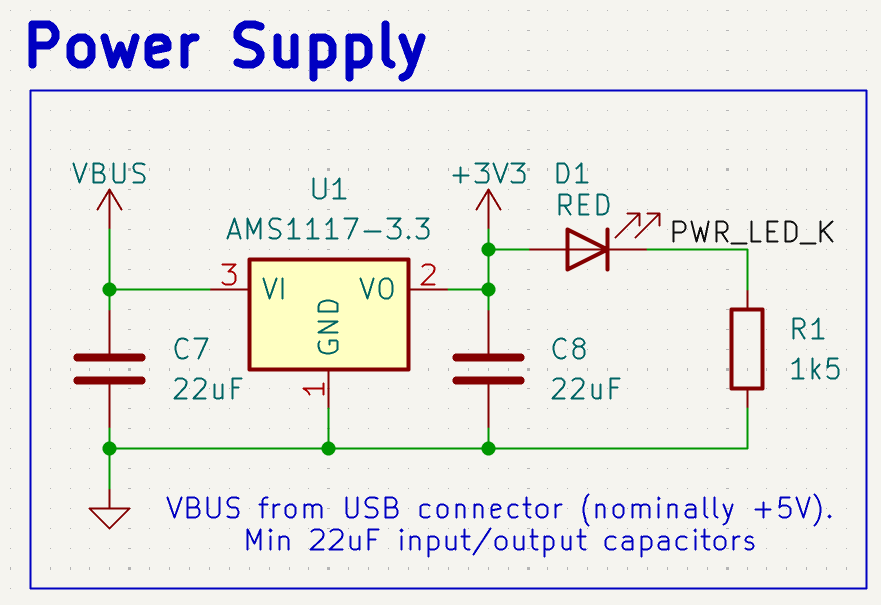 Power Supply
VBUS
U1
AMS1117-3.3
+3V3
D1
RED
PWR_LED_K
3
VI
VO
2
GND
1
C7
22uF
C8
22uF
R1
1k5
VBUS from USB connector (nominally +5V).
Min 22uF input/output capacitors